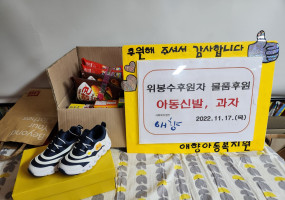 후원해 주셔서 감사합니다
위봉수후원자 물품후원
아동신발, 과자
애향
2022.11.17.(목)
애향아동복지원